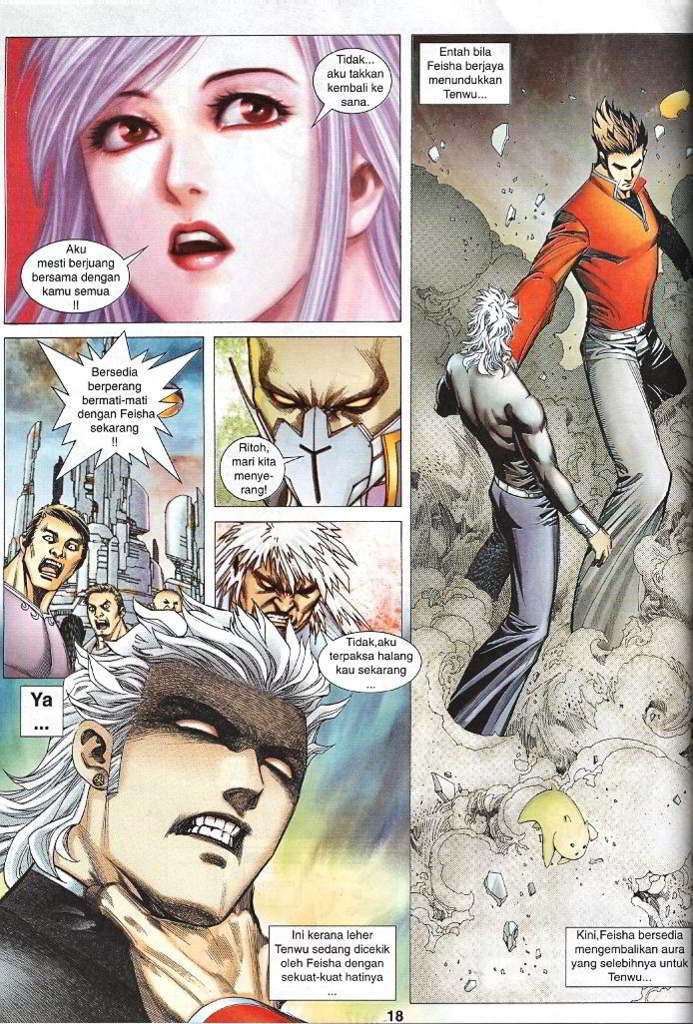 Tidak...
aku takkan
kembali ke
sana.
Aku
mesti berjuang
bersama dengan
kamu semua
!!
Bersedia
berperang
bermati-mati
dengan Feisha
sekarang
!!
Ritoh,
mari kita
menye-
rang!
Tidak,aku
terpaksa halang
kau sekarang
...
Ya
...
Ini kerana leher
Tenwu sedang dicekik
oleh Feisha dengan
sekuat-kuat hatinya
...
Entah bila
Feisha berjaya
menundukkan
Tenwu...
Kini,Feisha bersedia
mengembalikan aura
yang selebihnya untuk
Tenwu...
18